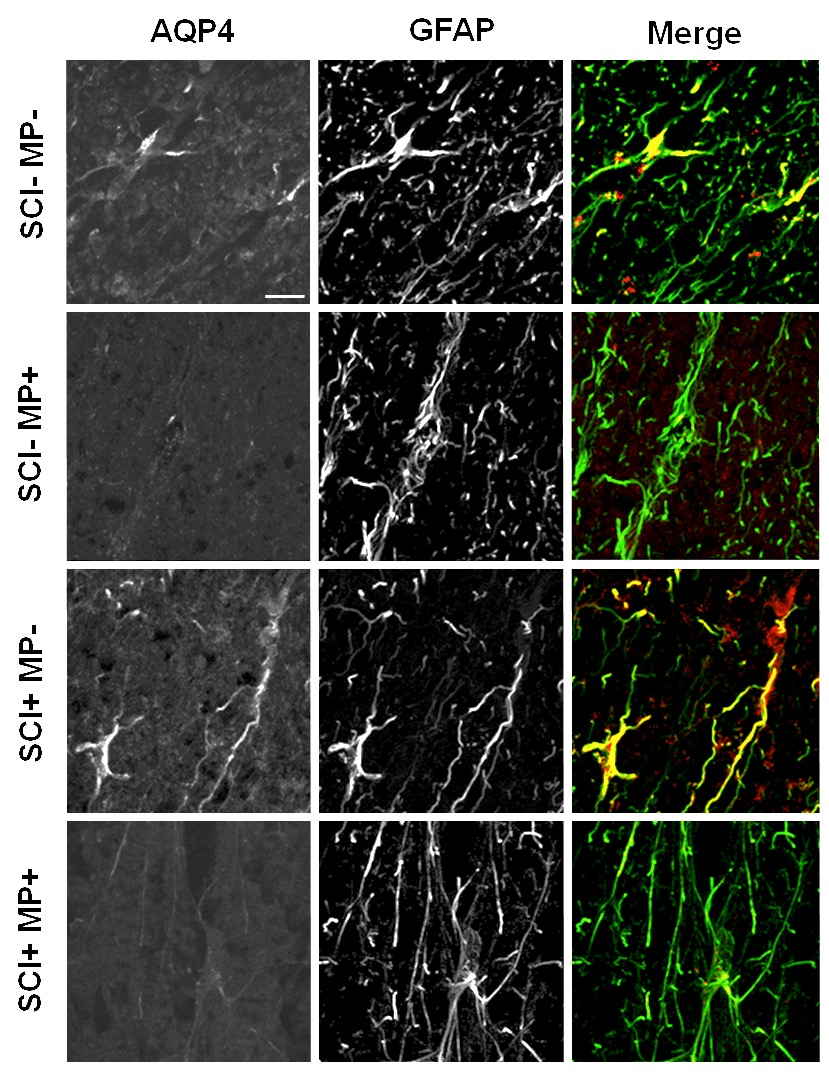 AQP4 GFAP Merge
SCI- MP-
SCI- MP+
SCI+ MP-
SCI+ MP+